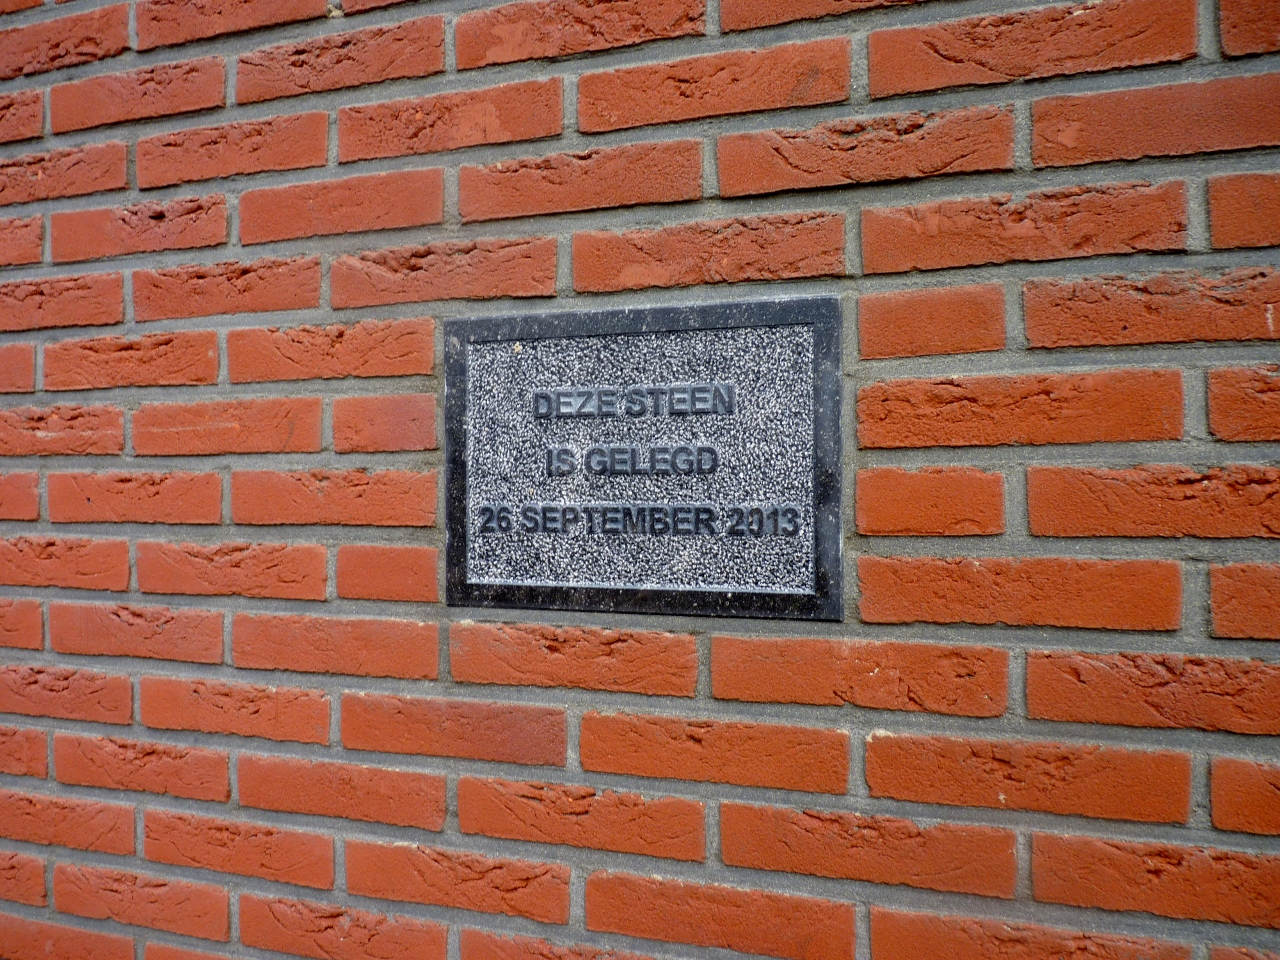 DEZE STEEN
IS GELEGD
26 SEPTEMBER 2013